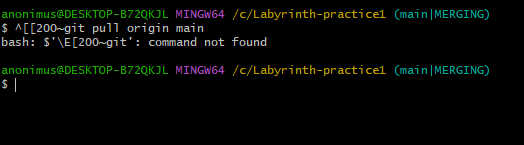 anonimus@DESKTOP-B72QKJL MINGW64 /c/Labyrinth-practice1 (main|MERGING)
$ ^[[200~git pull origin main
bash: $'\E[200~git': command not found
anonimus@DESKTOP-B72QKJL MINGW64 /c/Labyrinth-practice1 (main|MERGING)
$